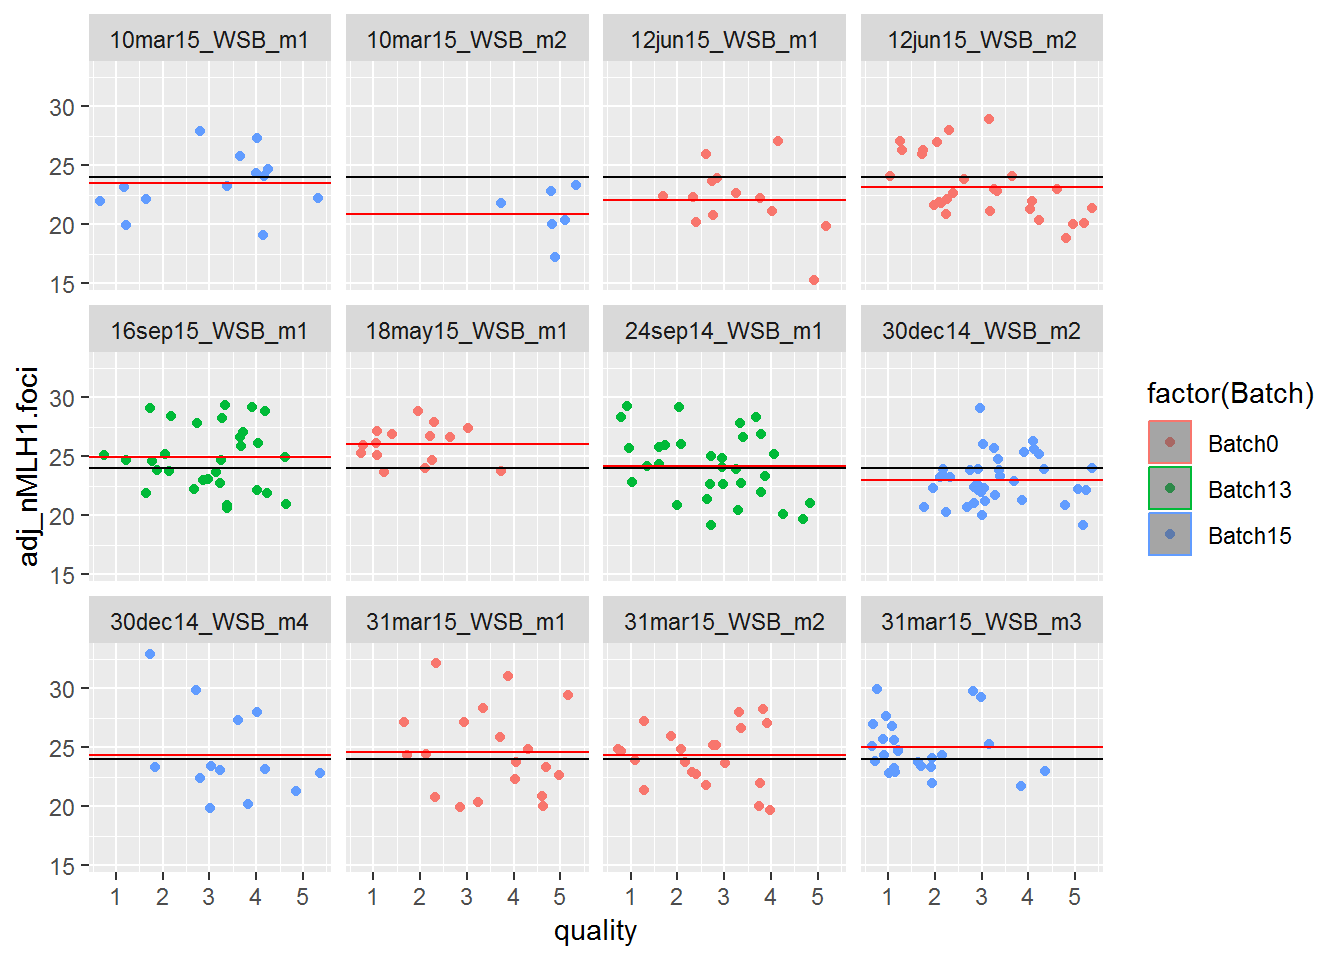 10mar15_WSB_m1 10mar15_WSB_m2 12jun15_WSB_m1 12jun15_WSB_m2
30
25
20
15
16sep15_WSB_m1 18may15_WSB_m1 24sep14_WSB_m1 30dec14_WSB_m2
30
25
20
15
30dec14_WSB_m4 31mar15_WSB_m1 31mar15_WSB_m2 31mar15_WSB_m3
30
25
20
15
1 2 3 4 5 1 2 3 4 5 1 2 3 4 5 1 2 3 4 5
quality
adj_nMLH1.foci
factor(Batch)
Batch0
Batch13
Batch15